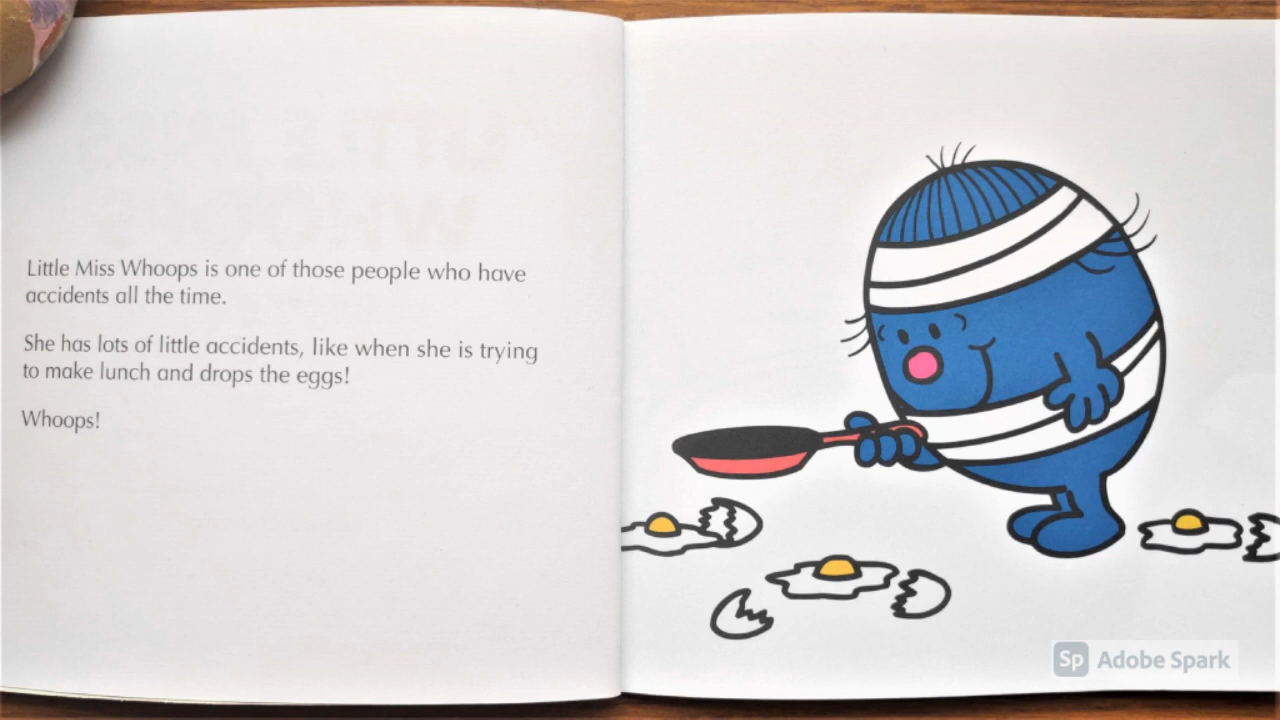 Little Miss Whoops is one of those people who have
accidents all the time.
She has lots of little accidents, like when she is trying
to make lunch and drops the eggs!
Whoops!
Sp Adobe Spark